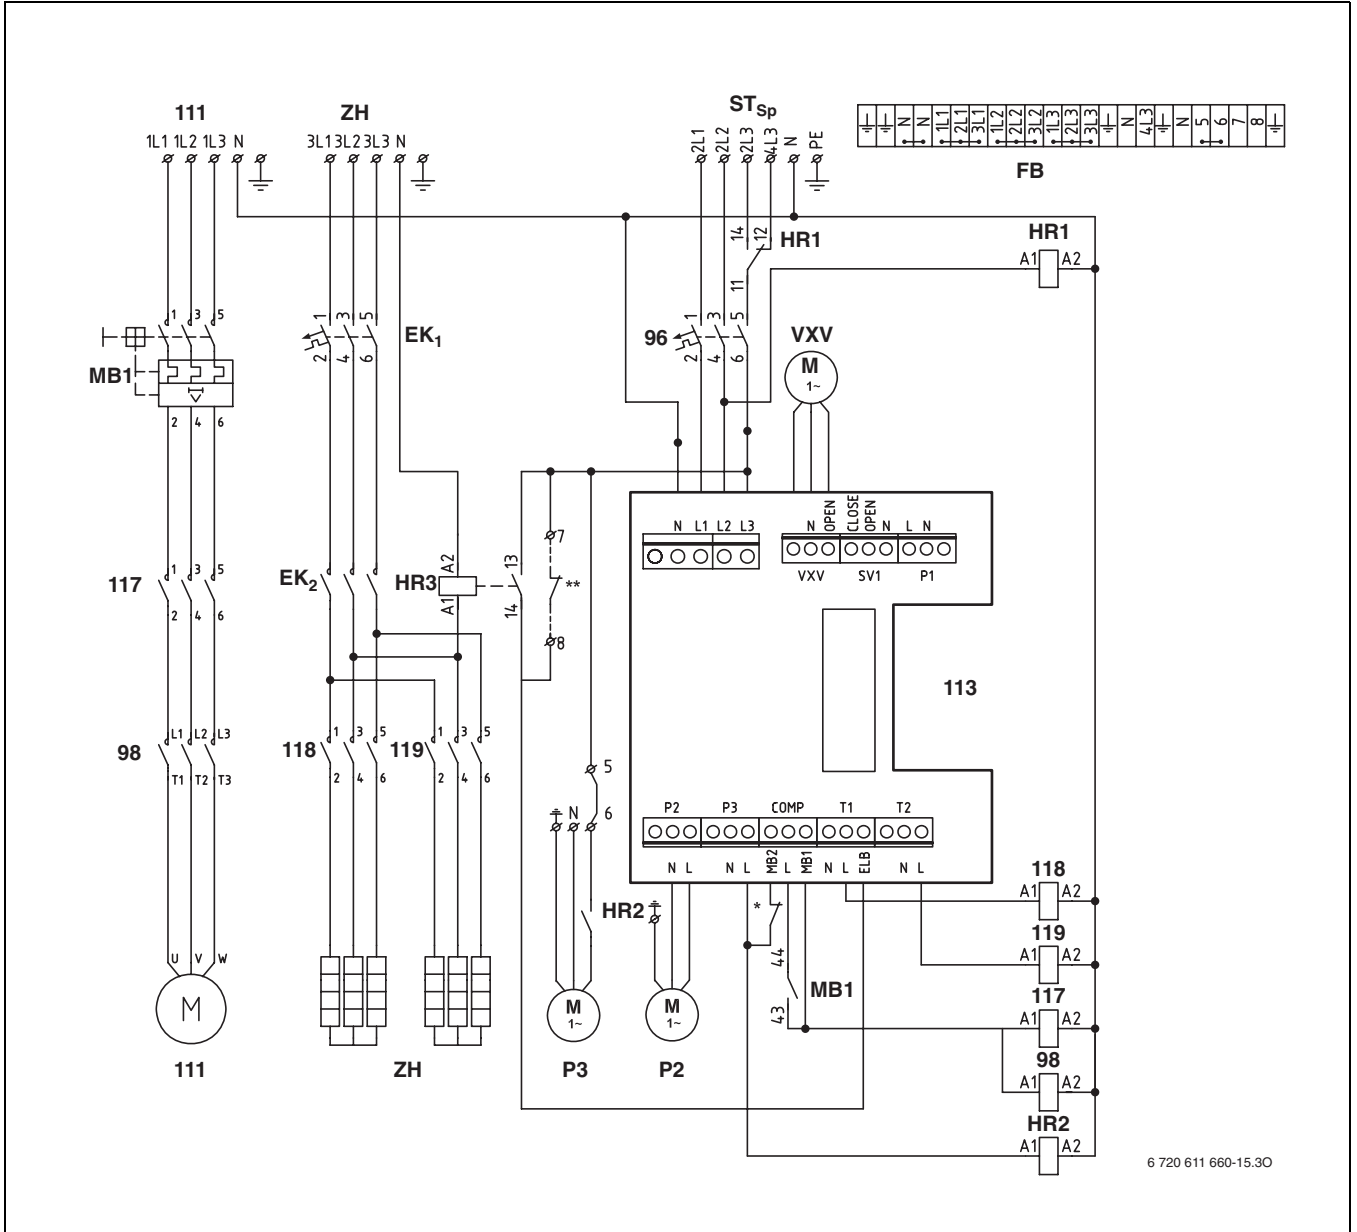 111 ZH ST Sp
1L1 1L2 1L3 N 3L1 3L2 3L3 N 2L1 2L2 2L3 4L3 N PE
N N 1L1 2L1 3L1 1L2 2L2 3L2 1L3 2L3 3L3 N 4L3 N 5 6 7 8
FB
14 12 HR1
11
HR1
A1 A2
1 3 5
MB1
2 4 6
1 3 5
EK1
2 4 6
1 3 5
96
2 4 6
VXV
M
1~
N L1 L2 L3
N OPEN CLOSE OPEN N L N
VXV SV1 P1
117
1 3 5
2 4 6
EK2
A2
HR3
A1
13
14
7
**
8
113
98
L1 L2 L3
T1 T2 T3
118
1 3 5
2 4 6
119
1 3 5
2 4 6
5
N 6
P2 P3 COMP T1 T2
N L N L MB2 L MB1 N L ELB N L
HR2
*
44
MB1
43
118
A1 A2
119
A1 A2
117
A1 A2
98
A1 A2
HR2
A1 A2
U V W
M
M
1~
M
1~
111 ZH P3 P2
6 720 611 660-15.3O